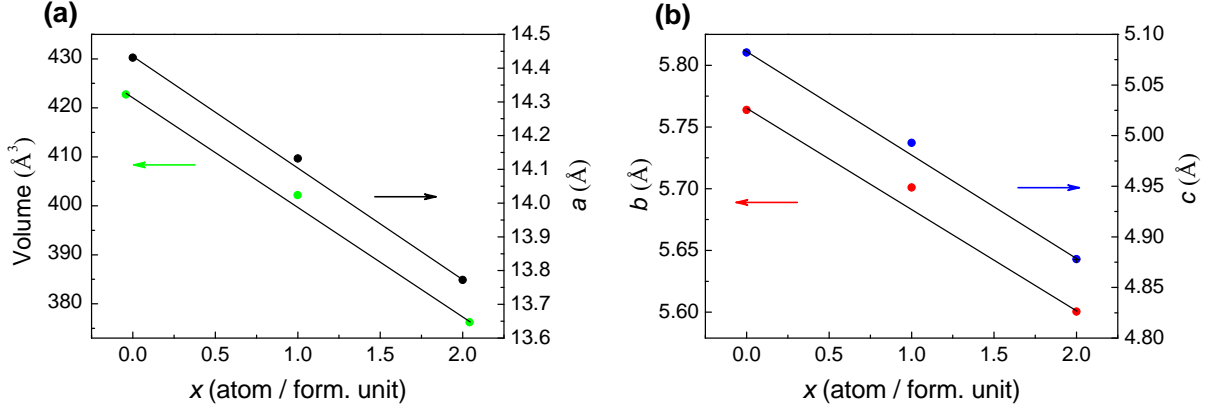 (a)
Volume (Å³)
430
420
410
400
390
380
14.5
14.4
14.3
14.2
14.1
14.0
13.9
13.8
13.7
13.6
a (Å)
0.0 0.5 1.0 1.5 2.0
x (atom / form. unit)
(b)
b (Å)
5.80
5.75
5.70
5.65
5.60
5.10
5.05
5.00
4.95
4.90
4.85
4.80
c (Å)
0.0 0.5 1.0 1.5 2.0
x (atom / form. unit)